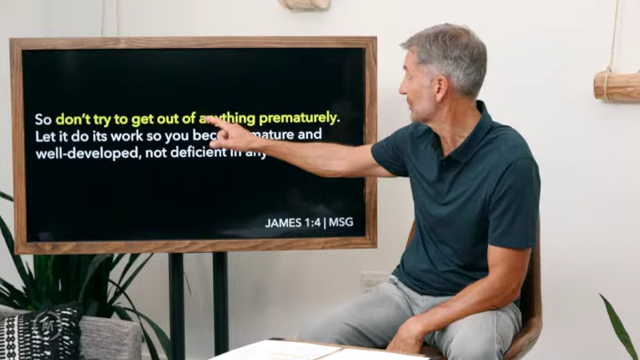 So don't try to get out of anything prematurely.
Let it do its work so you mature and
well-developed, not deficient in
JAMES 1:4 | MSG